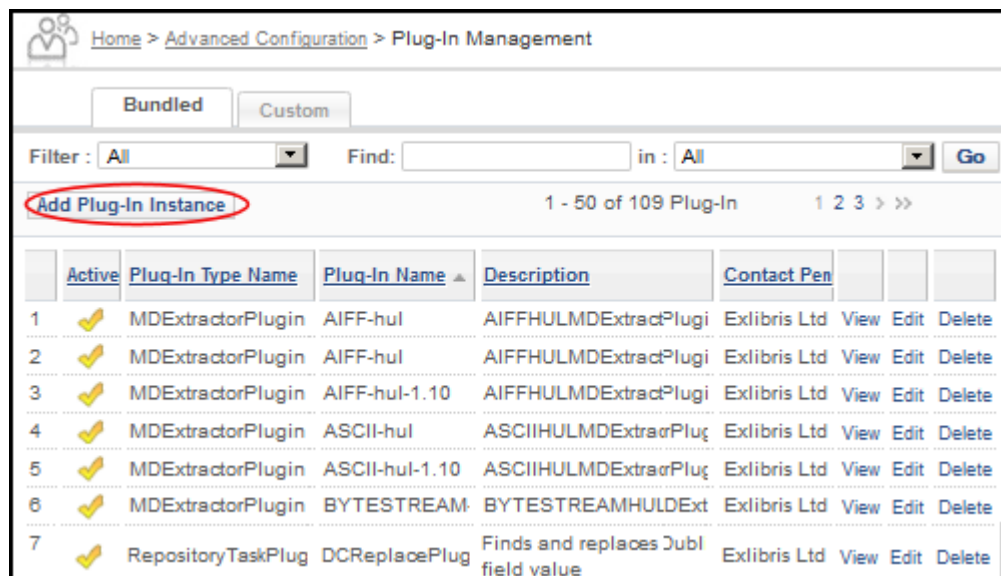 Home > Advanced Configuration > Plug-In Management
Bundled Custom
Filter : All Find: in : All Go
Add Plug-In Instance 1 - 50 of 109 Plug-In 1 2 3 > >>
Active Plug-In Type Name Plug-In Name Description Contact Per
1 MDExtractorPlugin AIFF-hul AIFFHULMDExtractPlugi Exlibris Ltd View Edit Delete
2 MDExtractorPlugin AIFF-hul AIFFHULMDExtractPlugi Exlibris Ltd View Edit Delete
3 MDExtractorPlugin AIFF-hul-1.10 AIFFHULMDExtractPlugi Exlibris Ltd View Edit Delete
4 MDExtractorPlugin ASCII-hul Exlibris Ltd View Edit Delete
5 MDExtractorPlugin ASCII-hul-1.10 Exlibris Ltd View Edit Delete
6 MDExtractorPlugin BYTESTREAM- BYTESTREAMHULDExt Exlibris Ltd View Edit Delete
7 RepositoryTaskPlug DCReplacePlug Finds and replaces Dubl
field value Exlibris Ltd View Edit Delete